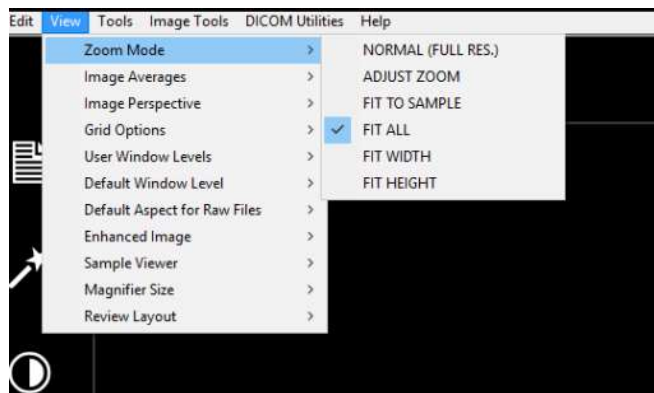 Edit View Tools Image Tools DICOM Utilities Help
Zoom Mode
Image Averages
Image Perspective
Grid Options
User Window Levels
Default Window Level
Default Aspect for Raw Files
Enhanced Image
Sample Viewer
Magnifier Size
Review Layout
NORMAL (FULL RES.)
ADJUST ZOOM
FIT TO SAMPLE
FIT ALL
FIT WIDTH
FIT HEIGHT